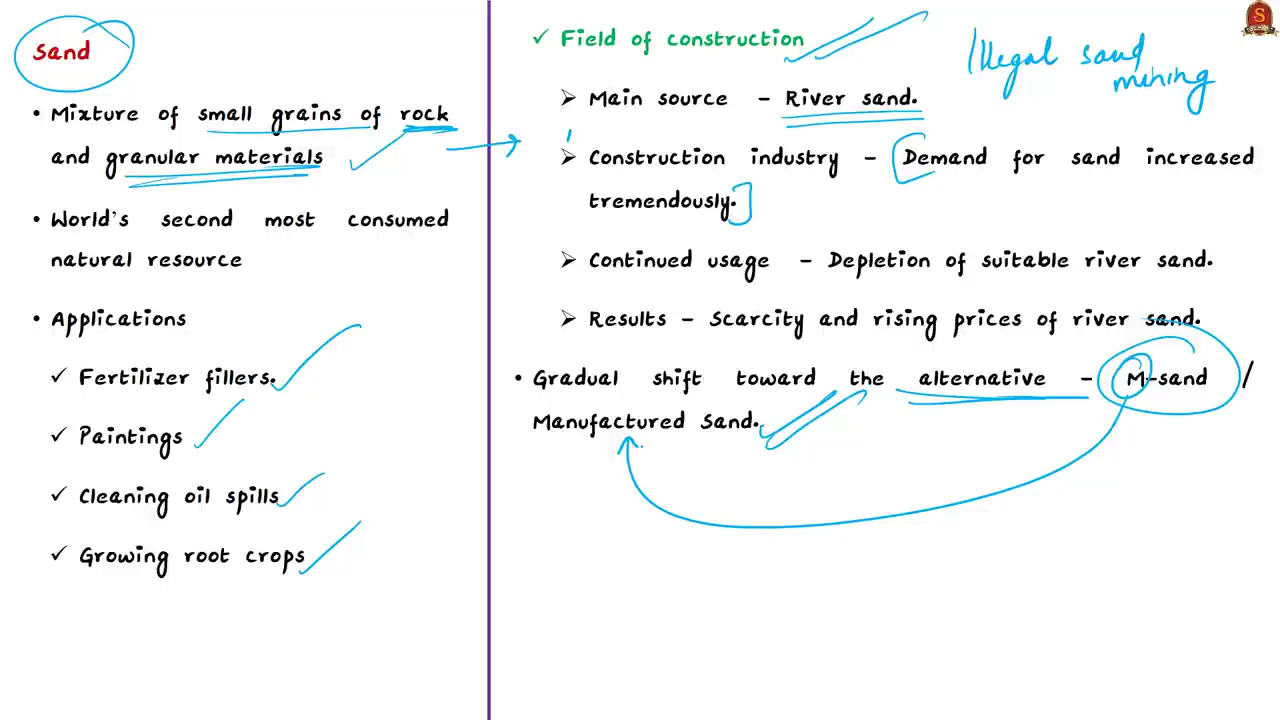 Sand
• Mixture of small grains of rock
and granular materials
• World's second most consumed
natural resource
• Applications
✓ Fertilizer fillers.
✓ Paintings
✓ Cleaning oil spills
✓ Growing root crops
✓ Field of construction
➢ Main source – River sand.
➢ Construction industry – Demand for sand increased
tremendously.
➢ Continued usage – Depletion of suitable river sand.
➢ Results – Scarcity and rising prices of river sand.
• Gradual shift toward the alternative – M-sand /
Manufactured Sand.
Illegal sand
mining
S